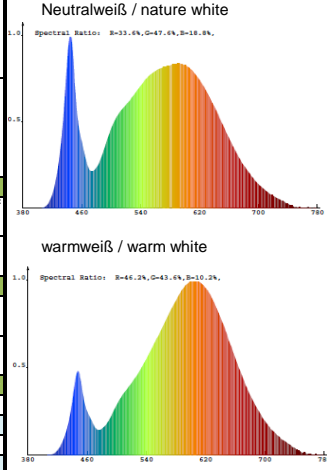 Neutralweiß / nature white
1.0 Spectral Ratio: R=33.6%,G=47.6%,B=18.8%,
0.5
380 460 540 620 700 780
warmweiß / warm white
1.0 Spectral Ratio: R=46.2%,G=43.6%,B=10.2%,
0.5
380 460 540 620 700 78